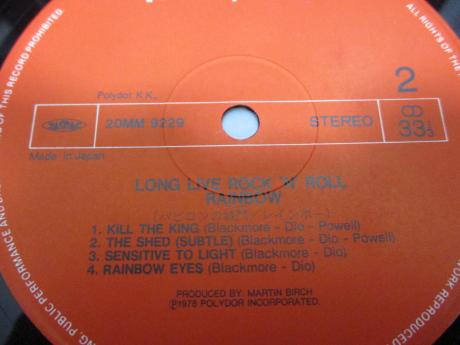 ALL RIGHTS OF THE
OF THIS RECORD PROHIBITED
Polydor K.K.,
2
20MM 9229
STEREO
33⅓
Made in Japan
LONG LIVE ROCK 'N' ROLL
RAINBOW
(バビロンの城門/レインボー)
1. KILL THE KING (Blackmore - Dio - Powell)
2. THE SHED (SUBTLE) (Blackmore - Dio - Powell)
3. SENSITIVE TO LIGHT (Blackmore - Dio)
4. RAINBOW EYES (Blackmore - Dio)
PRODUCED BY: MARTIN BIRCH
Ⓟ1978 POLYDOR INCORPORATED.
PUBLIC PERFORMANCE AND
WORK REPRODUCED